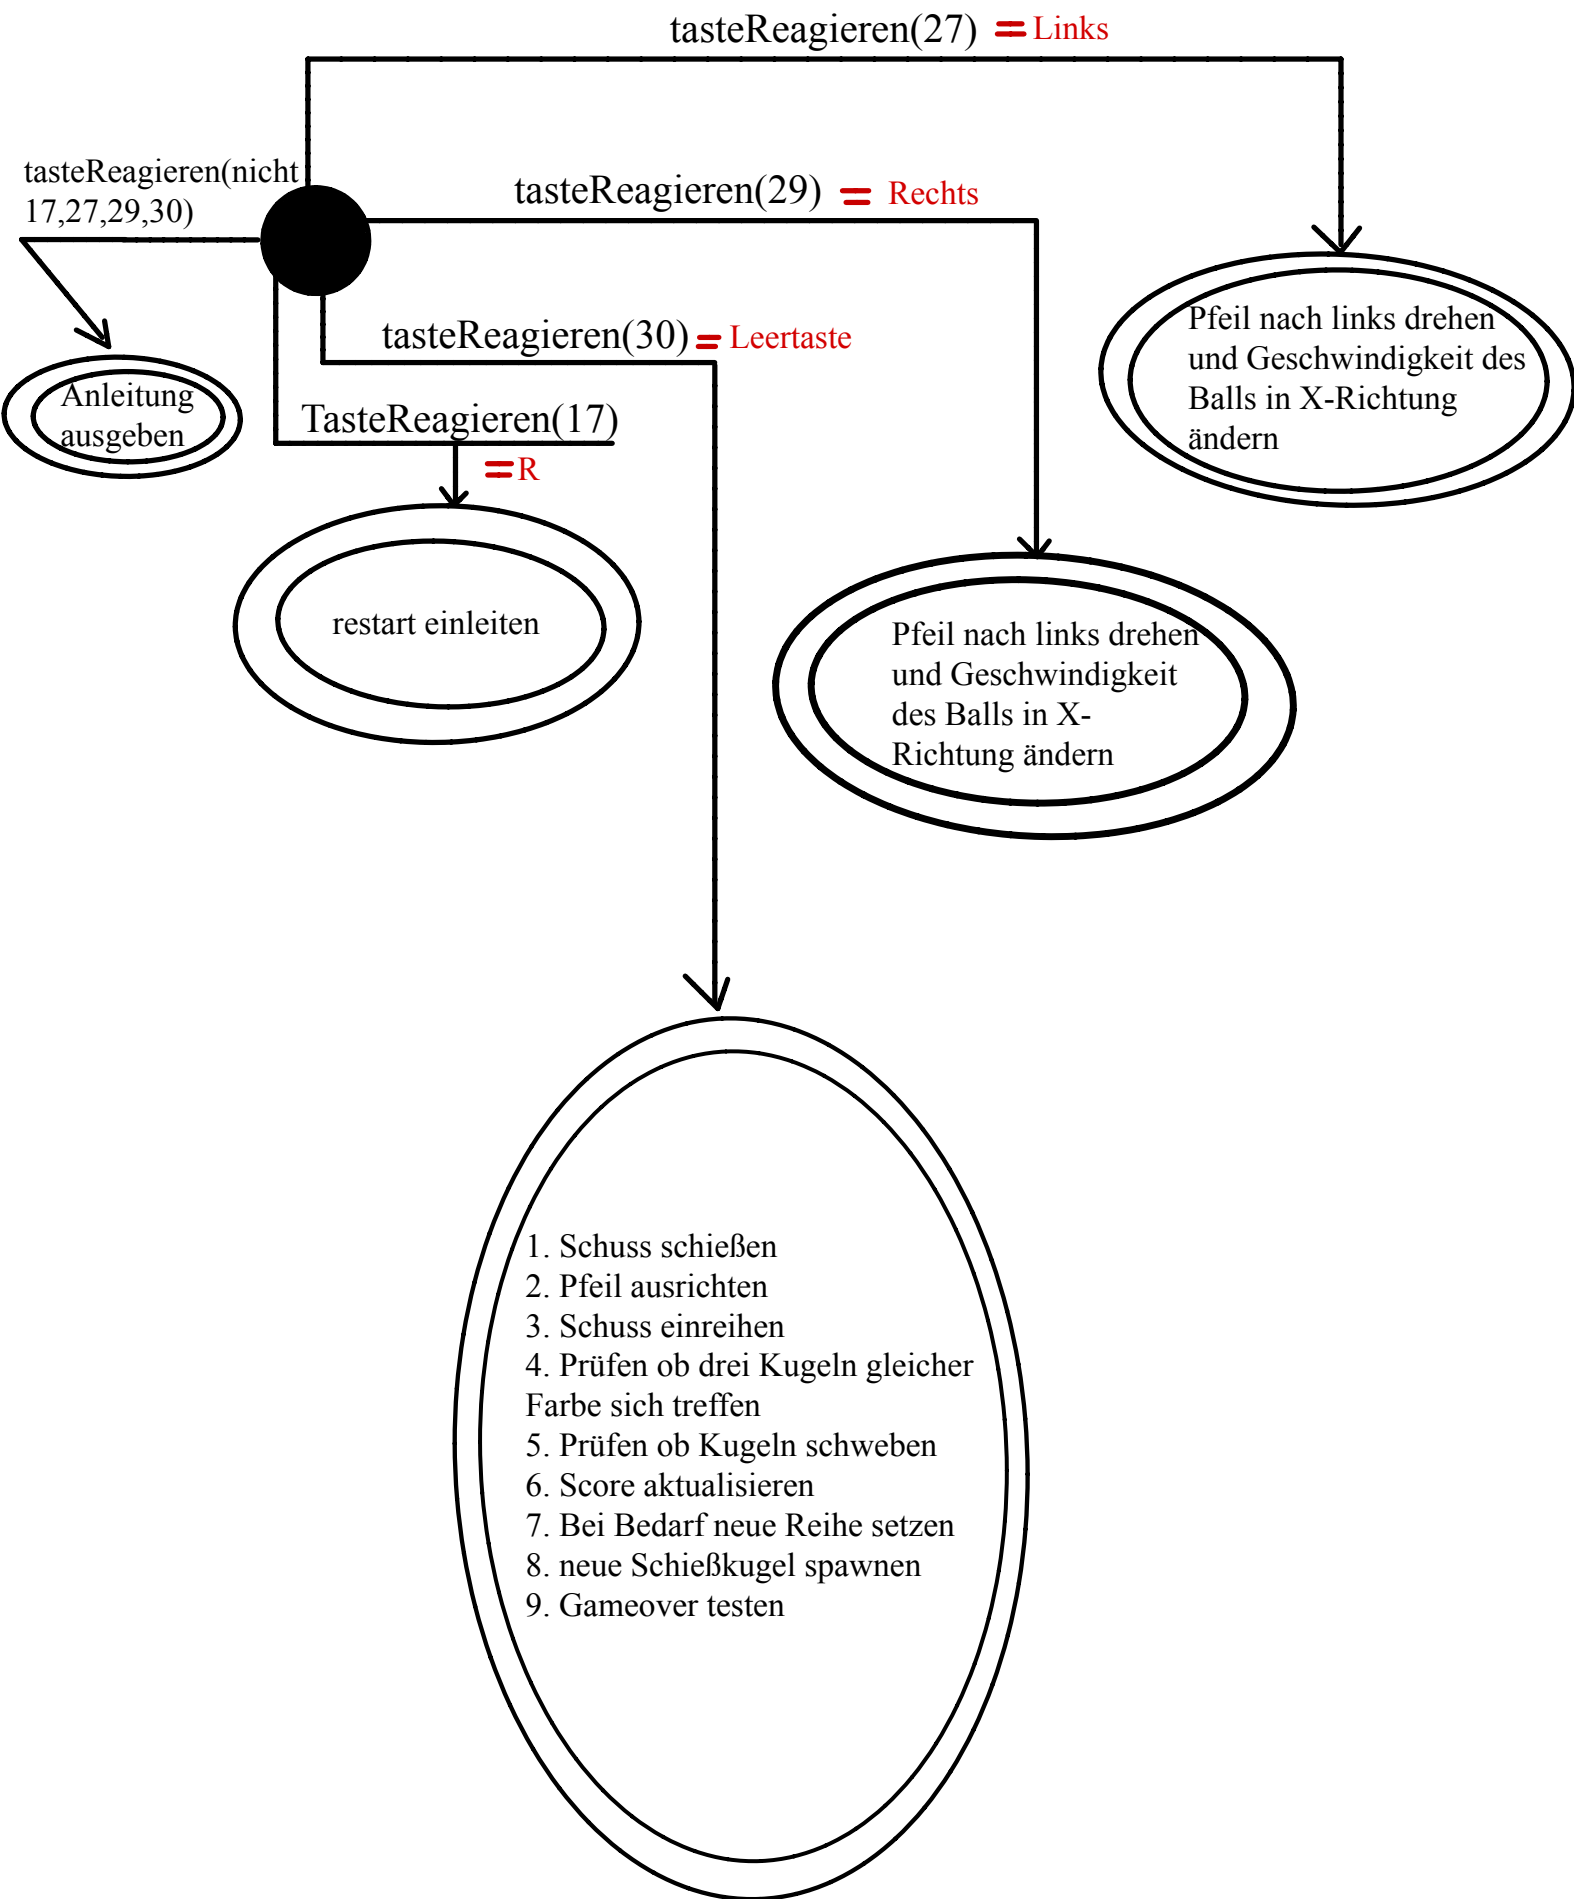 tasteReagieren(27) = Links
tasteReagieren(nicht
17,27,29,30)
tasteReagieren(29) = Rechts
tasteReagieren(30) = Leertaste
TasteReagieren(17)
= R
Anleitung
ausgeben
Pfeil nach links drehen
und Geschwindigkeit des
Balls in X-Richtung
ändern
restart einleiten
Pfeil nach links drehen
und Geschwindigkeit
des Balls in X-
Richtung ändern
1. Schuss schießen
2. Pfeil ausrichten
3. Schuss einreihen
4. Prüfen ob drei Kugeln gleicher
Farbe sich treffen
5. Prüfen ob Kugeln schweben
6. Score aktualisieren
7. Bei Bedarf neue Reihe setzen
8. neue Schießkugel spawnen
9. Gameover testen